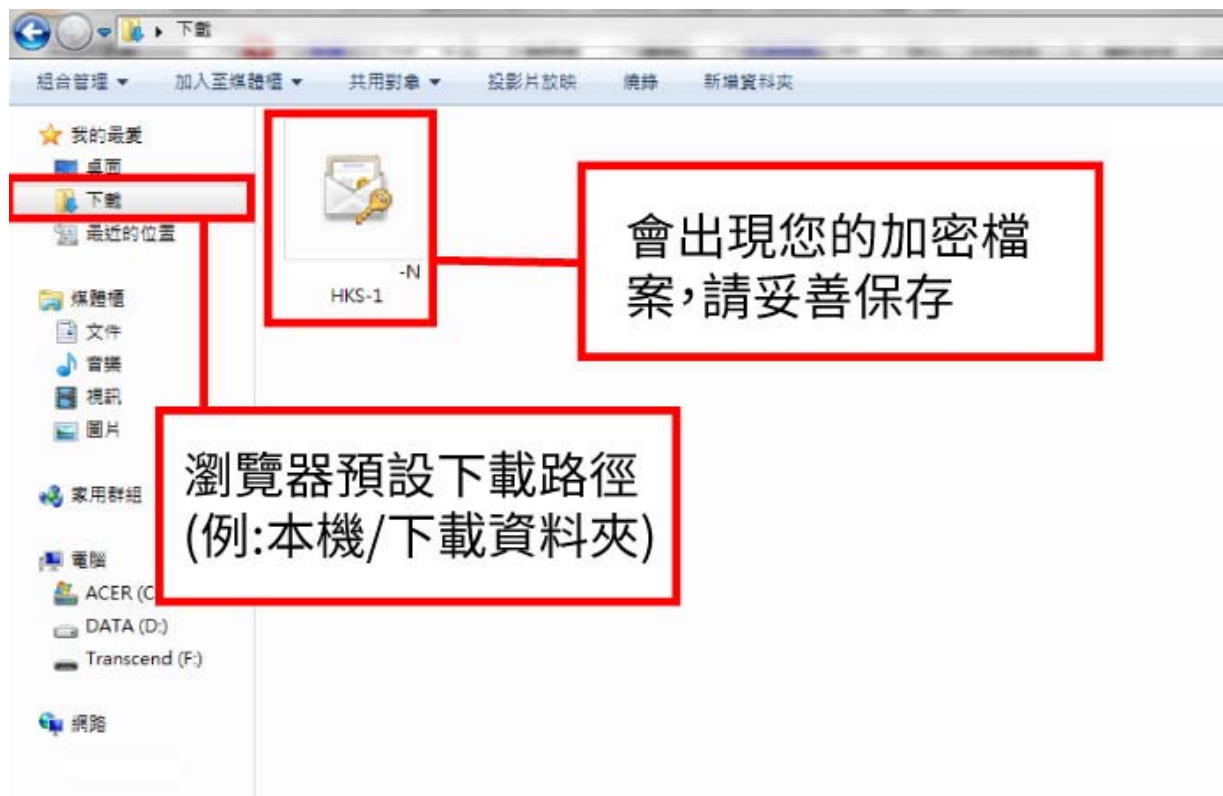 下載
組合管理
加入至媒體櫃
共用對象
投影片放映
燒錄
新增資料夾
我的最愛
桌面
下載
最近的位置
媒體櫃
文件
音樂
視訊
圖片
家用群組
電腦
ACER (C
DATA (D:)
Transcend (F:)
網路
-N
HKS-1
會出現您的加密檔
案,請妥善保存
瀏覽器預設下載路徑
(例:本機/下載資料夾)